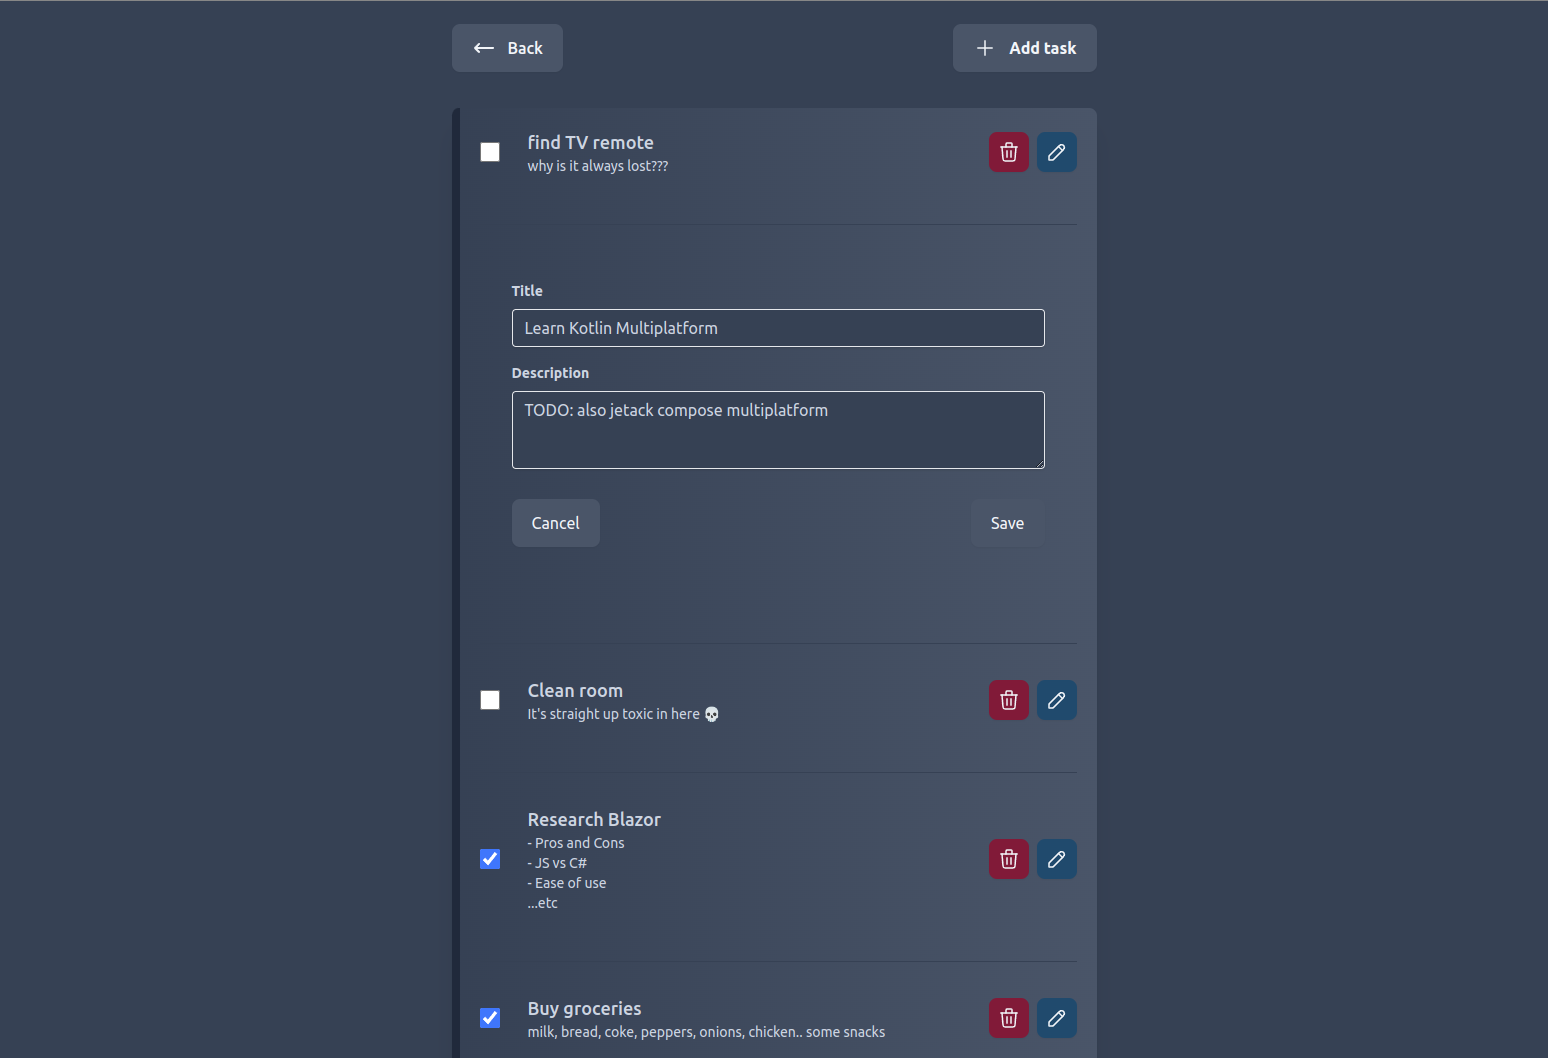 Back
Add task
find TV remote
why is it always lost???
Title
Learn Kotlin Multiplatform
Description
TODO: also jetack compose multiplatform
Cancel
Save
Clean room
It's straight up toxic in here 💀
Research Blazor
- Pros and Cons
- JS vs C#
- Ease of use
...etc
Buy groceries
milk, bread, coke, peppers, onions, chicken.. some snacks